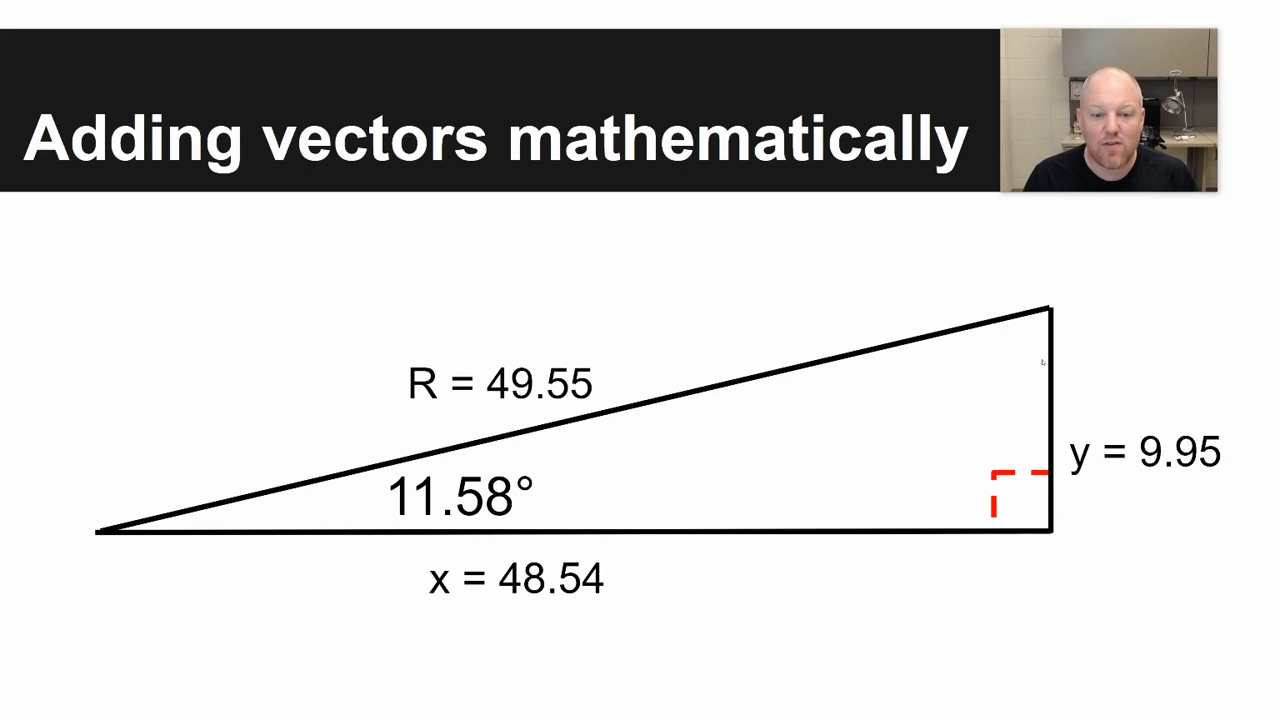 Adding vectors mathematically
R = 49.55
11.58°
y = 9.95
x = 48.54